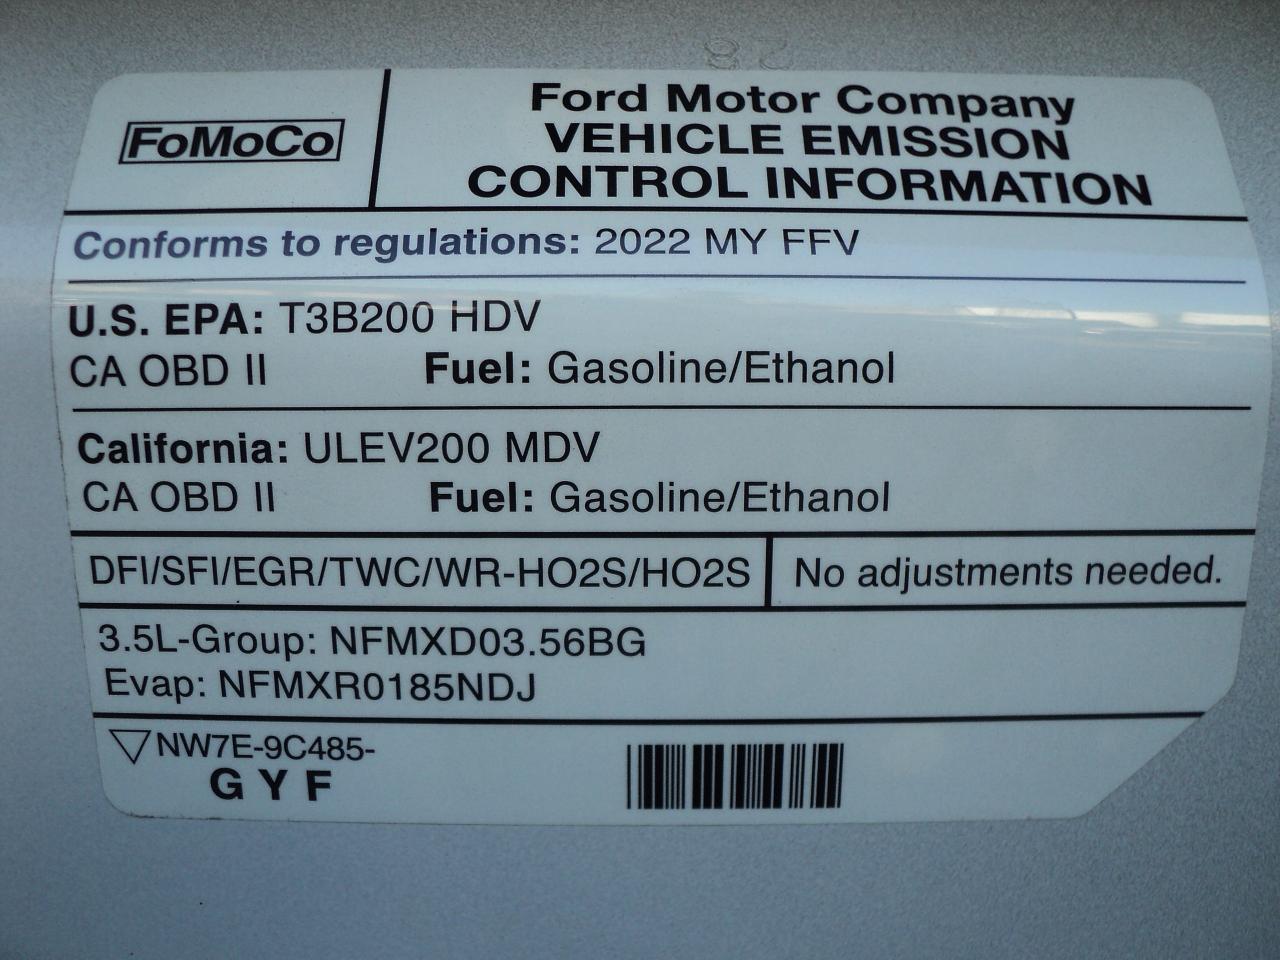 FoMoCo
Ford Motor Company
VEHICLE EMISSION
CONTROL INFORMATION
Conforms to regulations: 2022 MY FFV
U.S. EPA: T3B200 HDV
CA OBD II Fuel: Gasoline/Ethanol
California: ULEV200 MDV
CA OBD II Fuel: Gasoline/Ethanol
DFI/SFI/EGR/TWC/WR-HO2S/HO2S
No adjustments needed.
3.5L-Group: NFMXD03.56BG
Evap: NFMXR0185NDJ
NW7E-9C485-
G Y F